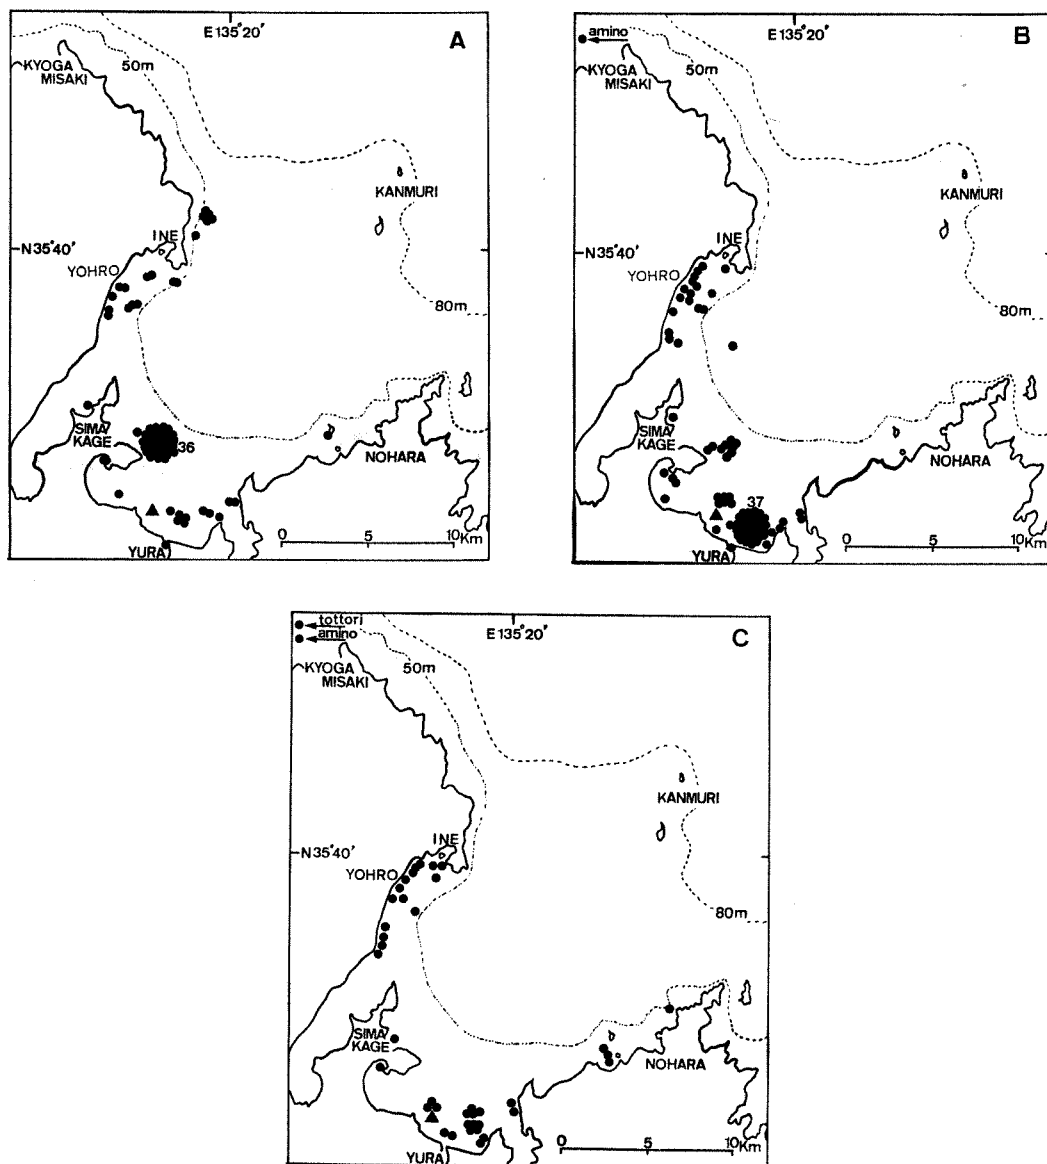 E135°20′
A
KYOGA
MISAKI
50m
KANMURI
INE
N35°40′
YOHRO
80m
SIMA
KAGE
36
NOHARA
YURA
0 5 10Km
amino
E135°20′
B
KYOGA
MISAKI
50m
KANMURI
INE
N35°40′
YOHRO
80m
SIMA
KAGE
NOHARA
37
YURA
0 5 10Km
tottori
amino
E135°20′
C
KYOGA
MISAKI
50m
KANMURI
INE
N35°40′
YOHRO
80m
SIMA
KAGE
NOHARA
YURA
0 5 10Km